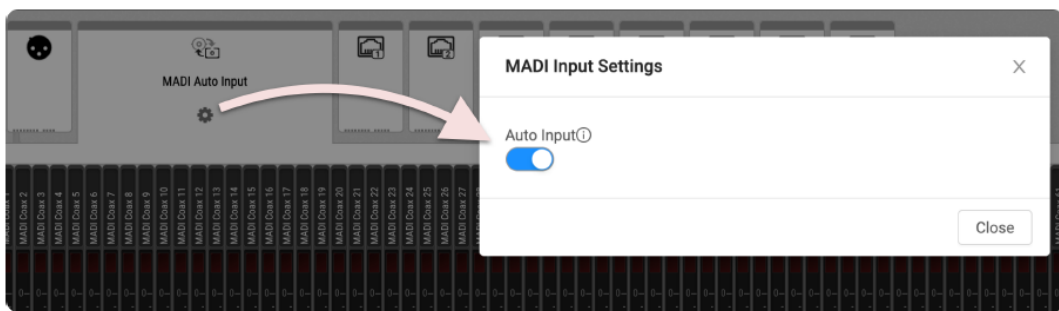 1
2
MADI Auto Input
MADI Input Settings
Auto Input
Close
MADI Coax 2
MADI Coax 3
MADI Coax 4
MADI Coax 5
MADI Coax 6
MADI Coax 7
MADI Coax 8
MADI Coax 9
MADI Coax 10
MADI Coax 11
MADI Coax 12
MADI Coax 13
MADI Coax 14
MADI Coax 15
MADI Coax 16
MADI Coax 17
MADI Coax 18
MADI Coax 19
MADI Coax 20
MADI Coax 21
MADI Coax 22
MADI Coax 23
MADI Coax 24
MADI Coax 25
MADI Coax 26
MADI Coax 27